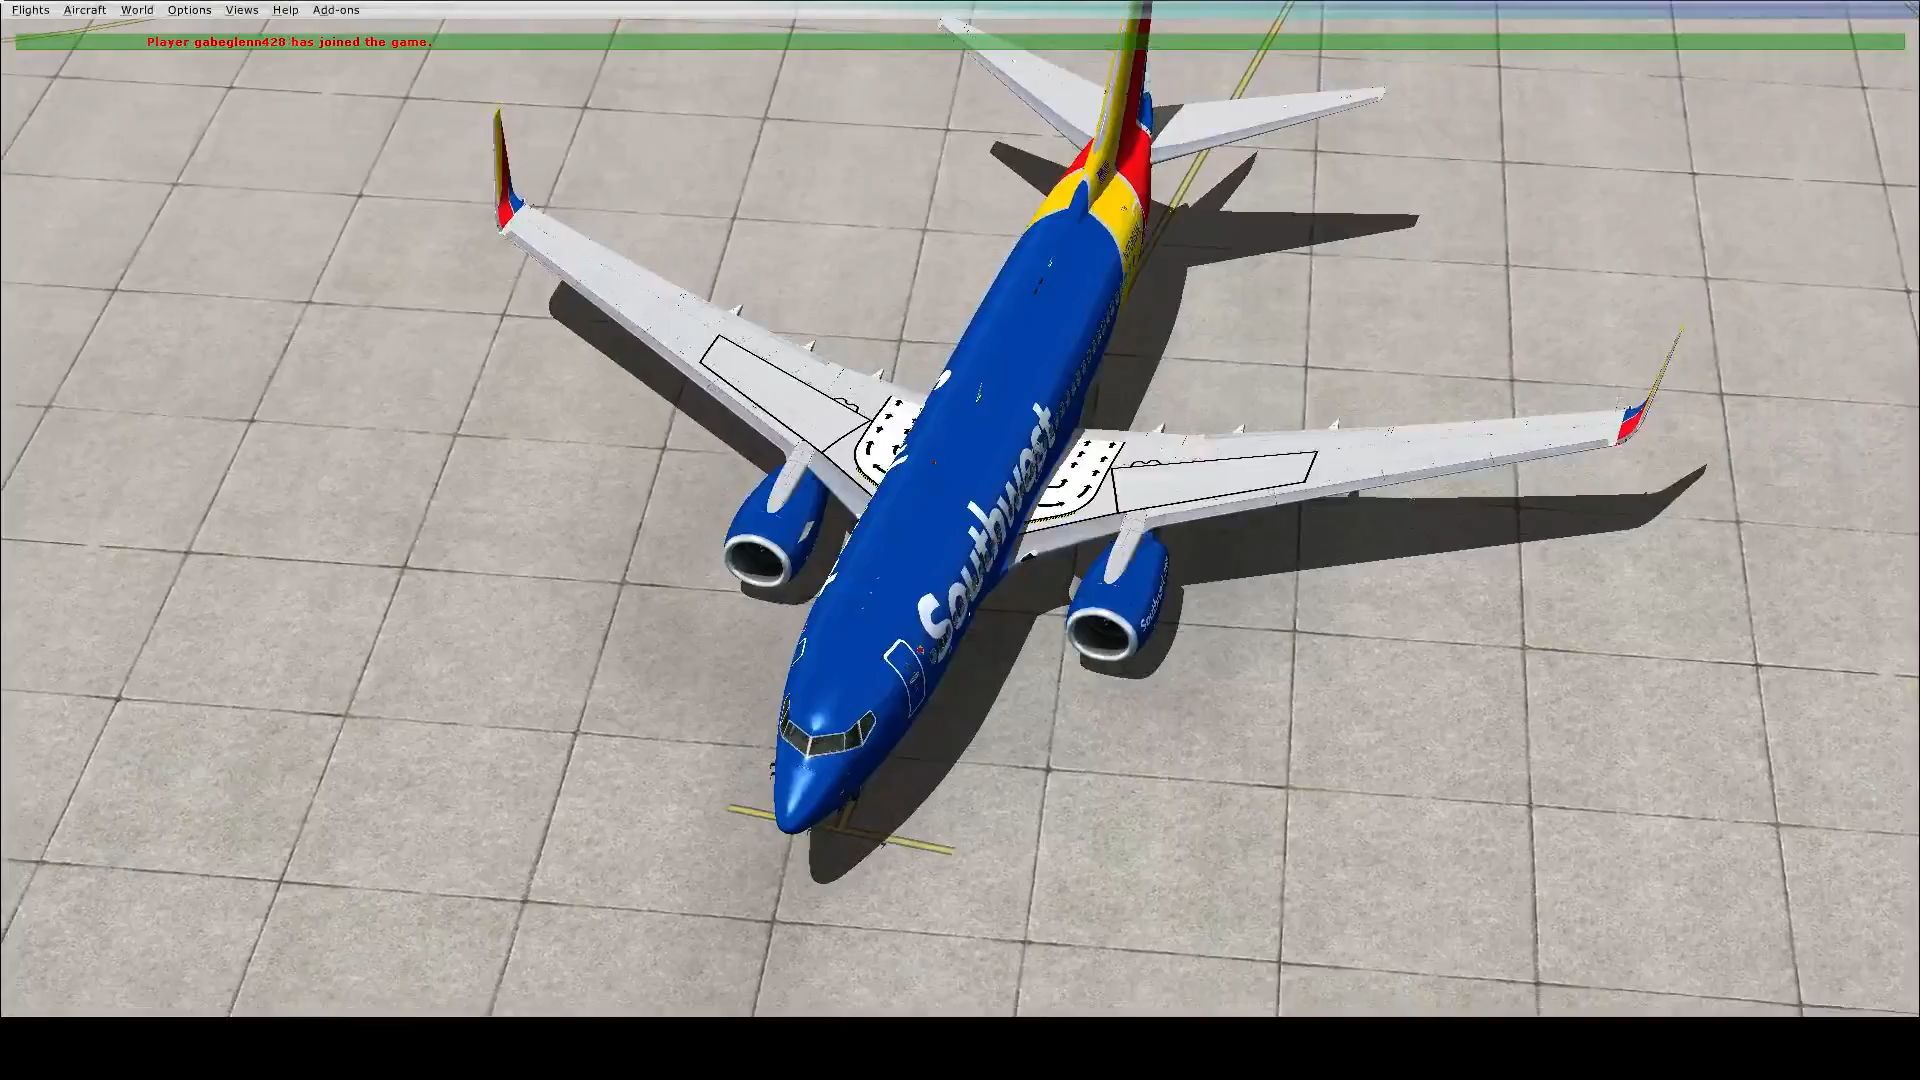 Flights Aircraft World Options Views Help Add-ons
Player gabeglenn428 has joined the game.
Southwest